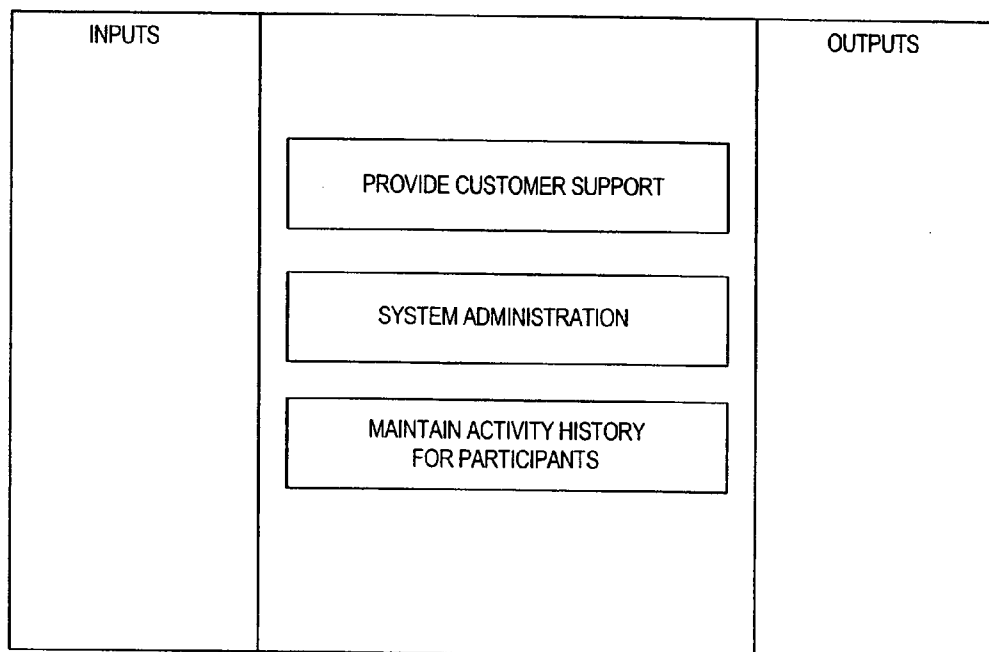 INPUTS
OUTPUTS
PROVIDE CUSTOMER SUPPORT
SYSTEM ADMINISTRATION
MAINTAIN ACTIVITY HISTORY
FOR PARTICIPANTS